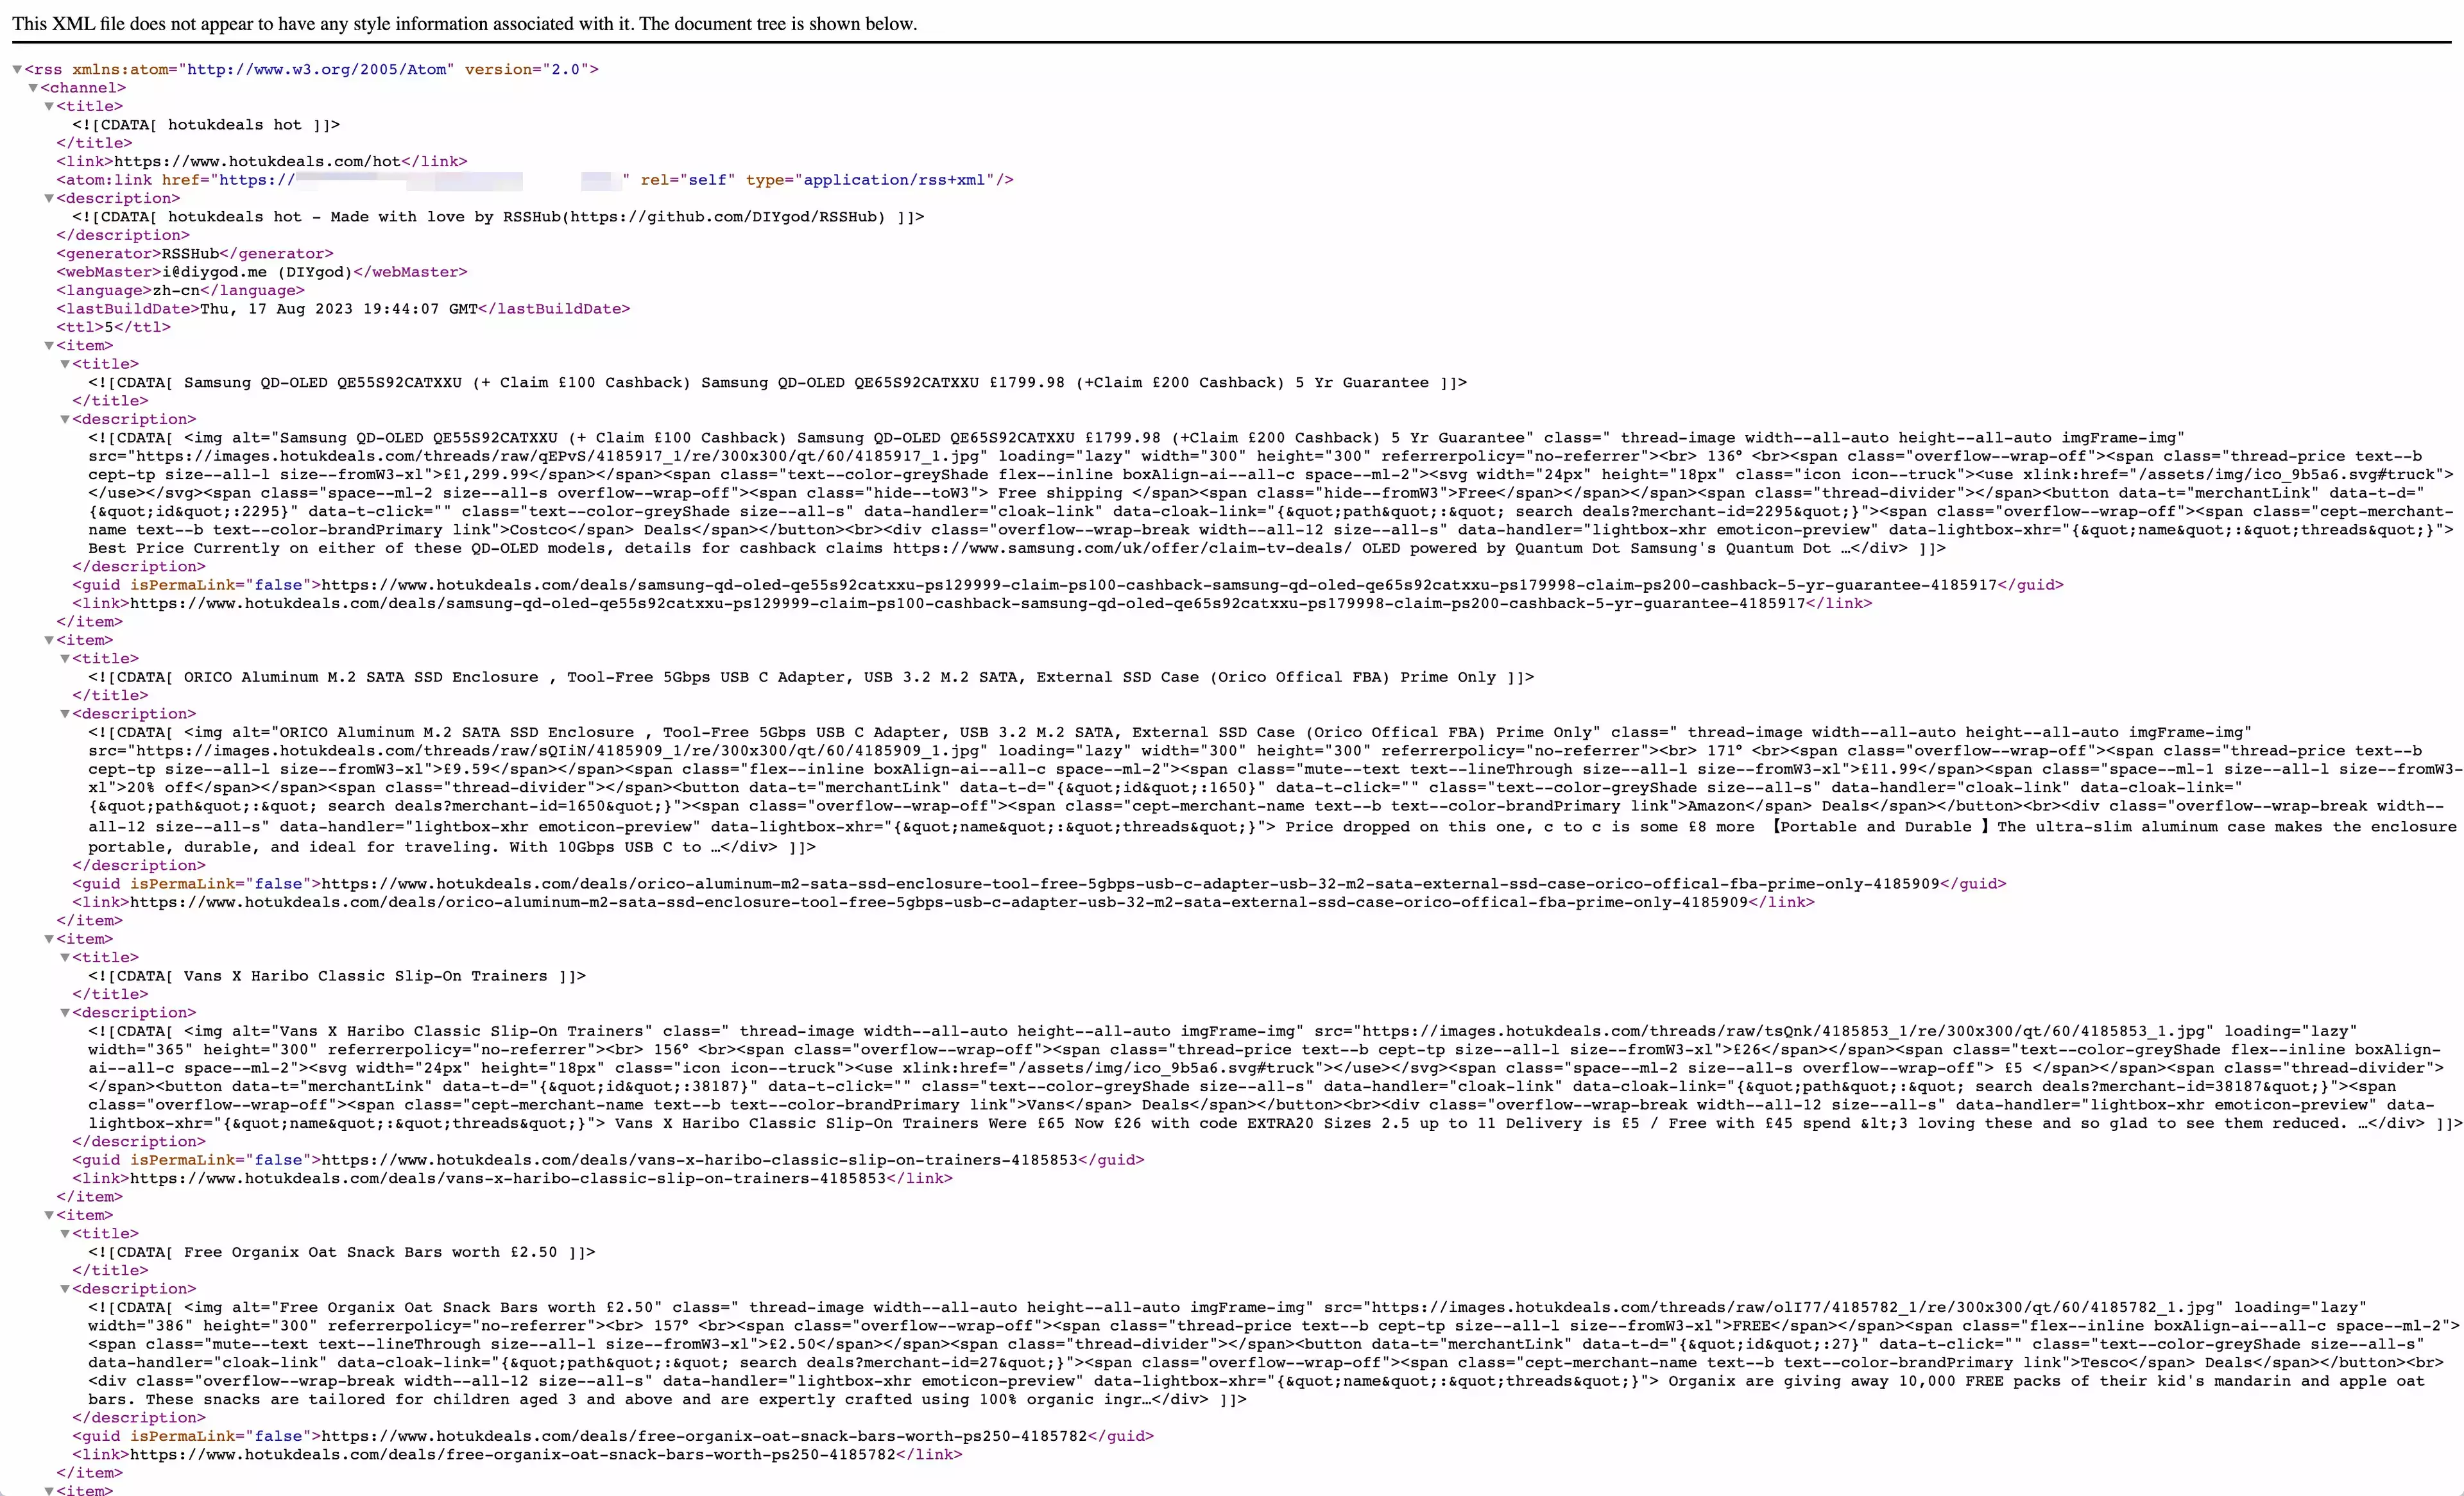 This XML file does not appear to have any style information associated with it. The document tree is shown below.
▼<rss xmlns:atom="http://www.w3.org/2005/Atom" version="2.0">
▼<channel>
▼<title>
<![CDATA[ hotukdeals hot ]]>
</title>
<link>https://www.hotukdeals.com/hot</link>
<atom:link href="https://" rel="self" type="application/rss+xml"/>
▼<description>
<![CDATA[ hotukdeals hot - Made with love by RSSHub(https://github.com/DIYgod/RSSHub) ]]>
</description>
<generator>RSSHub</generator>
<webMaster>i@diygod.me (DIYgod)</webMaster>
<language>zh-cn</language>
<lastBuildDate>Thu, 17 Aug 2023 19:44:07 GMT</lastBuildDate>
<ttl>5</ttl>
▼<item>
▼<title>
<![CDATA[ Samsung QD-OLED QE55S92CATXXU (+ Claim £100 Cashback) Samsung QD-OLED QE65S92CATXXU £1799.98 (+Claim £200 Cashback) 5 Yr Guarantee ]]>
</title>
▼<description>
<![CDATA[ <img alt="Samsung QD-OLED QE55S92CATXXU (+ Claim £100 Cashback) Samsung QD-OLED QE65S92CATXXU £1799.98 (+Claim £200 Cashback) 5 Yr Guarantee" class=" thread-image width--all-auto height--all-auto imgFrame-img"
src="https://images.hotukdeals.com/threads/raw/qEPvS/4185917_1/re/300x300/qt/60/4185917_1.jpg" loading="lazy" width="300" height="300" referrerpolicy="no-referrer"><br> 136° <br><span class="overflow--wrap-off"><span class="thread-price text--b
cept-tp size--all-l size--fromW3-xl">£1,299.99</span></span><span class="text--color-greyShade flex--inline boxAlign-ai--all-c space--ml-2"><svg width="24px" height="18px" class="icon icon--truck"><use xlink:href="/assets/img/ico_9b5a6.svg#truck">
</use></svg><span class="space--ml-2 size--all-s overflow--wrap-off"><span class="hide--toW3"> Free shipping </span><span class="hide--fromW3">Free</span></span></span><span class="thread-divider"></span><button data-t="merchantLink" data-t-d="
{&quot;id&quot;:2295}" data-t-click="" class="text--color-greyShade size--all-s" data-handler="cloak-link" data-cloak-link="{&quot;path&quot;:&quot; search deals?merchant-id=2295&quot;}"><span class="overflow--wrap-off"><span class="cept-merchant-
name text--b text--color-brandPrimary link">Costco</span> Deals</span></button><br><div class="overflow--wrap-break width--all-12 size--all-s" data-handler="lightbox-xhr emoticon-preview" data-lightbox-xhr="{&quot;name&quot;:&quot;threads&quot;}">
Best Price Currently on either of these QD-OLED models, details for cashback claims https://www.samsung.com/uk/offer/claim-tv-deals/ OLED powered by Quantum Dot Samsung's Quantum Dot …</div> ]]>
</description>
<guid isPermaLink="false">https://www.hotukdeals.com/deals/samsung-qd-oled-qe55s92catxxu-ps129999-claim-ps100-cashback-samsung-qd-oled-qe65s92catxxu-ps179998-claim-ps200-cashback-5-yr-guarantee-4185917</guid>
<link>https://www.hotukdeals.com/deals/samsung-qd-oled-qe55s92catxxu-ps129999-claim-ps100-cashback-samsung-qd-oled-qe65s92catxxu-ps179998-claim-ps200-cashback-5-yr-guarantee-4185917</link>
</item>
▼<item>
▼<title>
<![CDATA[ ORICO Aluminum M.2 SATA SSD Enclosure , Tool-Free 5Gbps USB C Adapter, USB 3.2 M.2 SATA, External SSD Case (Orico Offical FBA) Prime Only ]]>
</title>
▼<description>
<![CDATA[ <img alt="ORICO Aluminum M.2 SATA SSD Enclosure , Tool-Free 5Gbps USB C Adapter, USB 3.2 M.2 SATA, External SSD Case (Orico Offical FBA) Prime Only" class=" thread-image width--all-auto height--all-auto imgFrame-img"
src="https://images.hotukdeals.com/threads/raw/sQIiN/4185909_1/re/300x300/qt/60/4185909_1.jpg" loading="lazy" width="300" height="300" referrerpolicy="no-referrer"><br> 171° <br><span class="overflow--wrap-off"><span class="thread-price text--b
cept-tp size--all-l size--fromW3-xl">£9.59</span></span><span class="flex--inline boxAlign-ai--all-c space--ml-2"><span class="mute--text text--lineThrough size--all-l size--fromW3-xl">£11.99</span><span class="space--ml-1 size--all-l size--fromW3-
xl">20% off</span></span><span class="thread-divider"></span><button data-t="merchantLink" data-t-d="{&quot;id&quot;:1650}" data-t-click="" class="text--color-greyShade size--all-s" data-handler="cloak-link" data-cloak-link="
{&quot;path&quot;:&quot; search deals?merchant-id=1650&quot;}"><span class="overflow--wrap-off"><span class="cept-merchant-name text--b text--color-brandPrimary link">Amazon</span> Deals</span></button><br><div class="overflow--wrap-break width--
all-12 size--all-s" data-handler="lightbox-xhr emoticon-preview" data-lightbox-xhr="{&quot;name&quot;:&quot;threads&quot;}"> Price dropped on this one, c to c is some £8 more 【Portable and Durable 】The ultra-slim aluminum case makes the enclosure
portable, durable, and ideal for traveling. With 10Gbps USB C to …</div> ]]>
</description>
<guid isPermaLink="false">https://www.hotukdeals.com/deals/orico-aluminum-m2-sata-ssd-enclosure-tool-free-5gbps-usb-c-adapter-usb-32-m2-sata-external-ssd-case-orico-offical-fba-prime-only-4185909</guid>
<link>https://www.hotukdeals.com/deals/orico-aluminum-m2-sata-ssd-enclosure-tool-free-5gbps-usb-c-adapter-usb-32-m2-sata-external-ssd-case-orico-offical-fba-prime-only-4185909</link>
</item>
▼<item>
▼<title>
<![CDATA[ Vans X Haribo Classic Slip-On Trainers ]]>
</title>
▼<description>
<![CDATA[ <img alt="Vans X Haribo Classic Slip-On Trainers" class=" thread-image width--all-auto height--all-auto imgFrame-img" src="https://images.hotukdeals.com/threads/raw/tsQnk/4185853_1/re/300x300/qt/60/4185853_1.jpg" loading="lazy"
width="365" height="300" referrerpolicy="no-referrer"><br> 156° <br><span class="overflow--wrap-off"><span class="thread-price text--b cept-tp size--all-l size--fromW3-xl">£26</span></span><span class="text--color-greyShade flex--inline boxAlign-
ai--all-c space--ml-2"><svg width="24px" height="18px" class="icon icon--truck"><use xlink:href="/assets/img/ico_9b5a6.svg#truck"></use></svg><span class="space--ml-2 size--all-s overflow--wrap-off"> £5 </span></span><span class="thread-divider">
</span><button data-t="merchantLink" data-t-d="{&quot;id&quot;:38187}" data-t-click="" class="text--color-greyShade size--all-s" data-handler="cloak-link" data-cloak-link="{&quot;path&quot;:&quot; search deals?merchant-id=38187&quot;}"><span
class="overflow--wrap-off"><span class="cept-merchant-name text--b text--color-brandPrimary link">Vans</span> Deals</span></button><br><div class="overflow--wrap-break width--all-12 size--all-s" data-handler="lightbox-xhr emoticon-preview" data-
lightbox-xhr="{&quot;name&quot;:&quot;threads&quot;}"> Vans X Haribo Classic Slip-On Trainers Were £65 Now £26 with code EXTRA20 Sizes 2.5 up to 11 Delivery is £5 / Free with £45 spend &lt;3 loving these and so glad to see them reduced. …</div> ]]>
</description>
<guid isPermaLink="false">https://www.hotukdeals.com/deals/vans-x-haribo-classic-slip-on-trainers-4185853</guid>
<link>https://www.hotukdeals.com/deals/vans-x-haribo-classic-slip-on-trainers-4185853</link>
</item>
▼<item>
▼<title>
<![CDATA[ Free Organix Oat Snack Bars worth £2.50 ]]>
</title>
▼<description>
<![CDATA[ <img alt="Free Organix Oat Snack Bars worth £2.50" class=" thread-image width--all-auto height--all-auto imgFrame-img" src="https://images.hotukdeals.com/threads/raw/olI77/4185782_1/re/300x300/qt/60/4185782_1.jpg" loading="lazy"
width="386" height="300" referrerpolicy="no-referrer"><br> 157° <br><span class="overflow--wrap-off"><span class="thread-price text--b cept-tp size--all-l size--fromW3-xl">FREE</span></span><span class="flex--inline boxAlign-ai--all-c space--ml-2">
<span class="mute--text text--lineThrough size--all-l size--fromW3-xl">£2.50</span></span><span class="thread-divider"></span><button data-t="merchantLink" data-t-d="{&quot;id&quot;:27}" data-t-click="" class="text--color-greyShade size--all-s"
data-handler="cloak-link" data-cloak-link="{&quot;path&quot;:&quot; search deals?merchant-id=27&quot;}"><span class="overflow--wrap-off"><span class="cept-merchant-name text--b text--color-brandPrimary link">Tesco</span> Deals</span></button><br>
<div class="overflow--wrap-break width--all-12 size--all-s" data-handler="lightbox-xhr emoticon-preview" data-lightbox-xhr="{&quot;name&quot;:&quot;threads&quot;}"> Organix are giving away 10,000 FREE packs of their kid's mandarin and apple oat
bars. These snacks are tailored for children aged 3 and above and are expertly crafted using 100% organic ingr…</div> ]]>
</description>
<guid isPermaLink="false">https://www.hotukdeals.com/deals/free-organix-oat-snack-bars-worth-ps250-4185782</guid>
<link>https://www.hotukdeals.com/deals/free-organix-oat-snack-bars-worth-ps250-4185782</link>
</item>
▼<item>